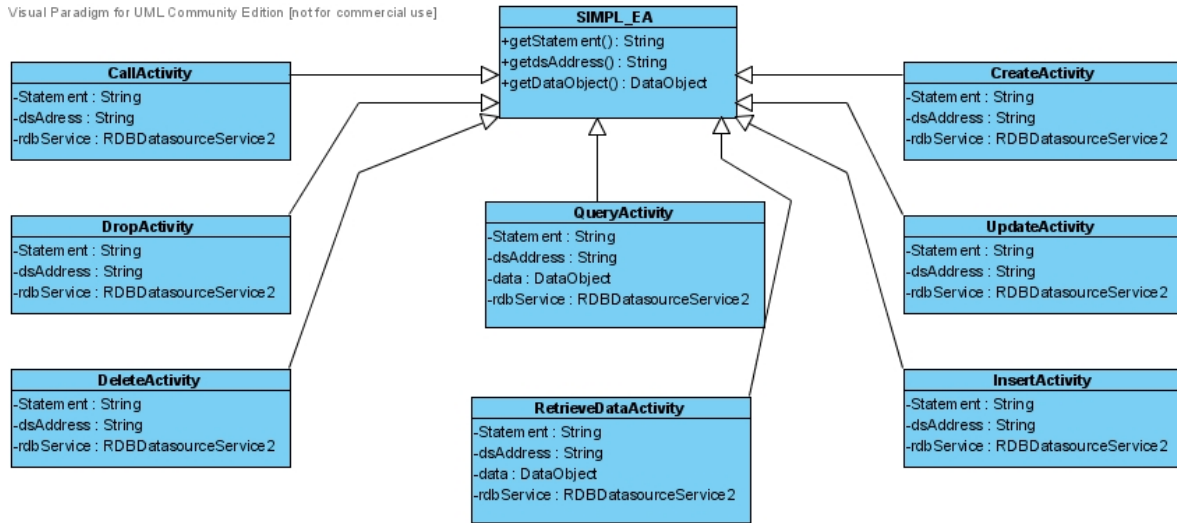 Visual Paradigm for UML Community Edition [not for commercial use]
SIMPL_EA
+getStatement() : String
+getdsAddress() : String
+getDataObject() : DataObject
CallActivity
-Statement : String
-dsAdress : String
-rdbService : RDBDatasourceService2
CreateActivity
-Statement : String
-dsAddress : String
-rdbService : RDBDatasourceService2
DropActivity
-Statement : String
-dsAddress : String
-rdbService : RDBDatasourceService2
QueryActivity
-Statement : String
-dsAddress : String
-data : DataObject
-rdbService : RDBDatasourceService2
UpdateActivity
-Statement : String
-dsAddress : String
-rdbService : RDBDatasourceService2
DeleteActivity
-Statement : String
-dsAddress : String
-rdbService : RDBDatasourceService2
RetrieveDataActivity
-Statement : String
-dsAddress : String
-data : DataObject
-rdbService : RDBDatasourceService2
InsertActivity
-Statement : String
-dsAddress : String
-rdbService : RDBDatasourceService2